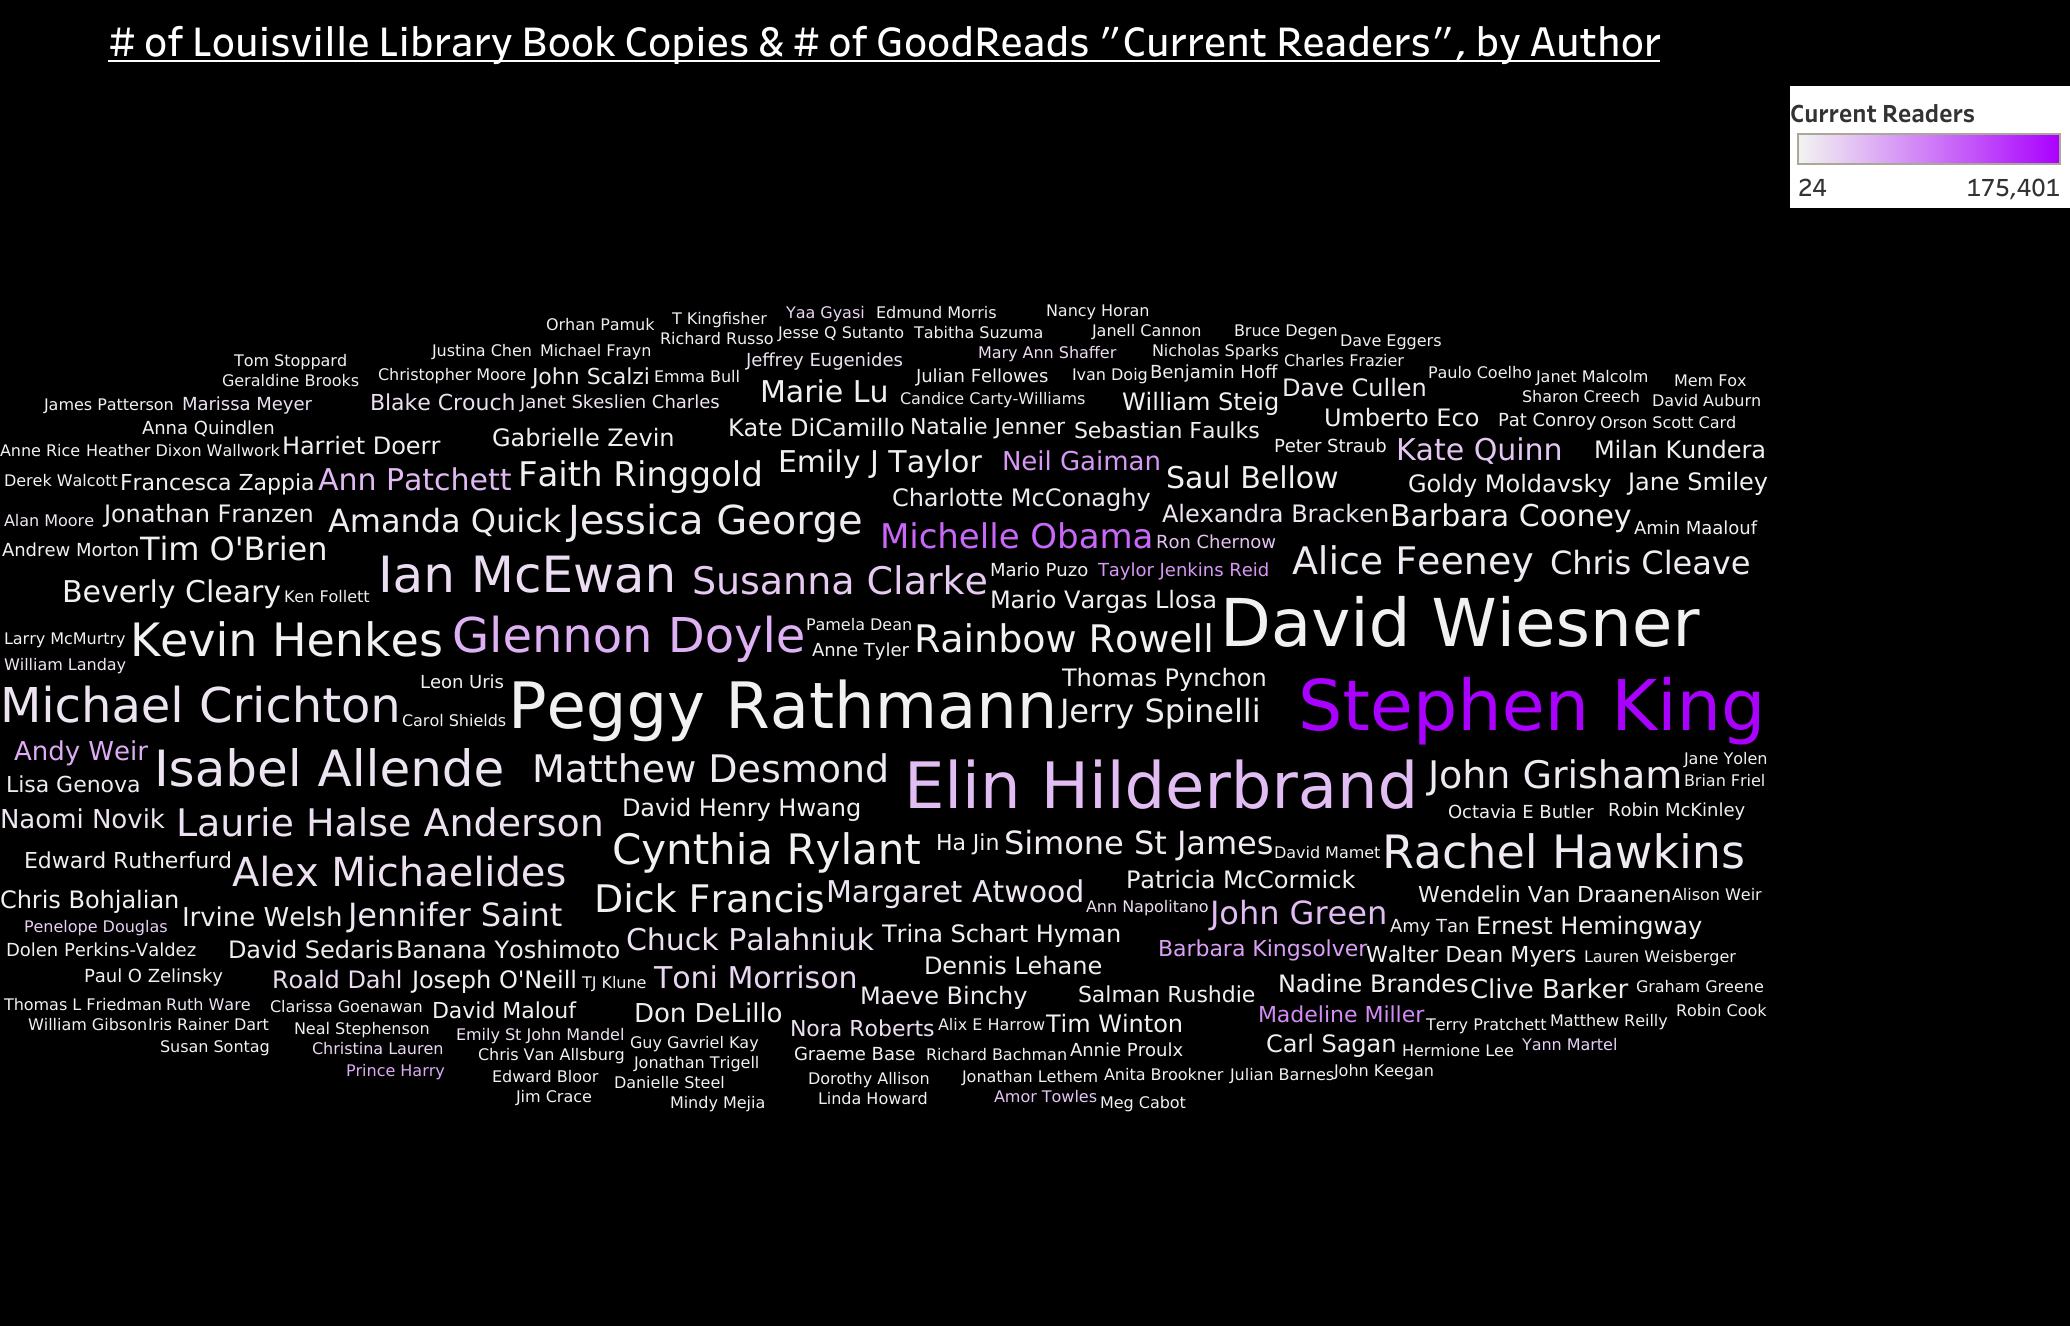 # of Louisville Library Book Copies & # of GoodReads "Current Readers", by Author
Current Readers
24 175,401
Nancy Horan
Yaa Gyasi Edmund Morris
T Kingfisher
Orhan Pamuk
Janell Cannon Bruce Degen
Jesse Q Sutanto Tabitha Suzuma
Richard Russo
Dave Eggers
Justina Chen Michael Frayn
Mary Ann Shaffer Nicholas Sparks
Tom Stoppard
Jeffrey Eugenides
Charles Frazier
Geraldine Brooks
Christopher Moore John Scalzi Emma Bull
Julian Fellowes Ivan Doig Benjamin Hoff
Paulo Coelho Janet Malcolm Mem Fox
Marie Lu
Dave Cullen
Sharon Creech David Auburn
James Patterson Marissa Meyer
Blake Crouch Janet Skeslien Charles
Candice Carty-Williams William Steig
Umberto Eco Pat Conroy Orson Scott Card
Anna Quindlen
Gabrielle Zevin Kate DiCamillo Natalie Jenner Sebastian Faulks
Anne Rice Heather Dixon Wallwork Harriet Doerr
Peter Straub Kate Quinn Milan Kundera
Emily J Taylor Neil Gaiman
Derek Walcott Francesca Zappia Ann Patchett Faith Ringgold
Saul Bellow Goldy Moldavsky Jane Smiley
Charlotte McConaghy
Alan Moore Jonathan Franzen Amanda Quick Jessica George
Alexandra Bracken Barbara Cooney Amin Maalouf
Michelle Obama Ron Chernow
Andrew Morton Tim O'Brien
Alice Feeney Chris Cleave
Ian McEwan Susanna Clarke Mario Puzo Taylor Jenkins Reid
Beverly Cleary Ken Follett
Mario Vargas Llosa
David Wiesner
Larry McMurtry Kevin Henkes Glennon Doyle Pamela Dean Rainbow Rowell
Anne Tyler
William Landay
Leon Uris
Thomas Pynchon
Michael Crichton Carol Shields Peggy Rathmann Jerry Spinelli Stephen King
Andy Weir Isabel Allende Matthew Desmond Elin Hilderbrand John Grisham Jane Yolen
Lisa Genova
Brian Friel
David Henry Hwang
Octavia E Butler Robin McKinley
Naomi Novik Laurie Halse Anderson
Cynthia Rylant Ha Jin Simone St James David Mamet Rachel Hawkins
Edward Rutherfurd Alex Michaelides
Patricia McCormick
Chris Bohjalian
Dick Francis Margaret Atwood Ann Napolitano
Wendelin Van Draanen Alison Weir
Penelope Douglas Irvine Welsh Jennifer Saint
John Green Amy Tan Ernest Hemingway
Dolen Perkins-Valdez David Sedaris Banana Yoshimoto Chuck Palahniuk Trina Schart Hyman
Barbara Kingsolver Walter Dean Myers Lauren Weisberger
Dennis Lehane
Paul O Zelinsky Roald Dahl Joseph O'Neill TJ Klune Toni Morrison
Nadine Brandes Clive Barker Graham Greene
Maeve Binchy Salman Rushdie
Thomas L Friedman Ruth Ware Clarissa Goenawan David Malouf Don DeLillo
Madeline Miller Robin Cook
William Gibson Iris Rainer Dart Neal Stephenson Emily St John Mandel
Nora Roberts Alix E Harrow Tim Winton
Terry Pratchett Matthew Reilly
Susan Sontag Christina Lauren Chris Van Allsburg Guy Gavriel Kay
Graeme Base Richard Bachman Annie Proulx
Carl Sagan Hermione Lee Yann Martel
Jonathan Trigell
Prince Harry Edward Bloor Danielle Steel
Dorothy Allison Jonathan Lethem Anita Brookner Julian Barnes John Keegan
Jim Crace Mindy Mejia
Linda Howard Amor Towles Meg Cabot